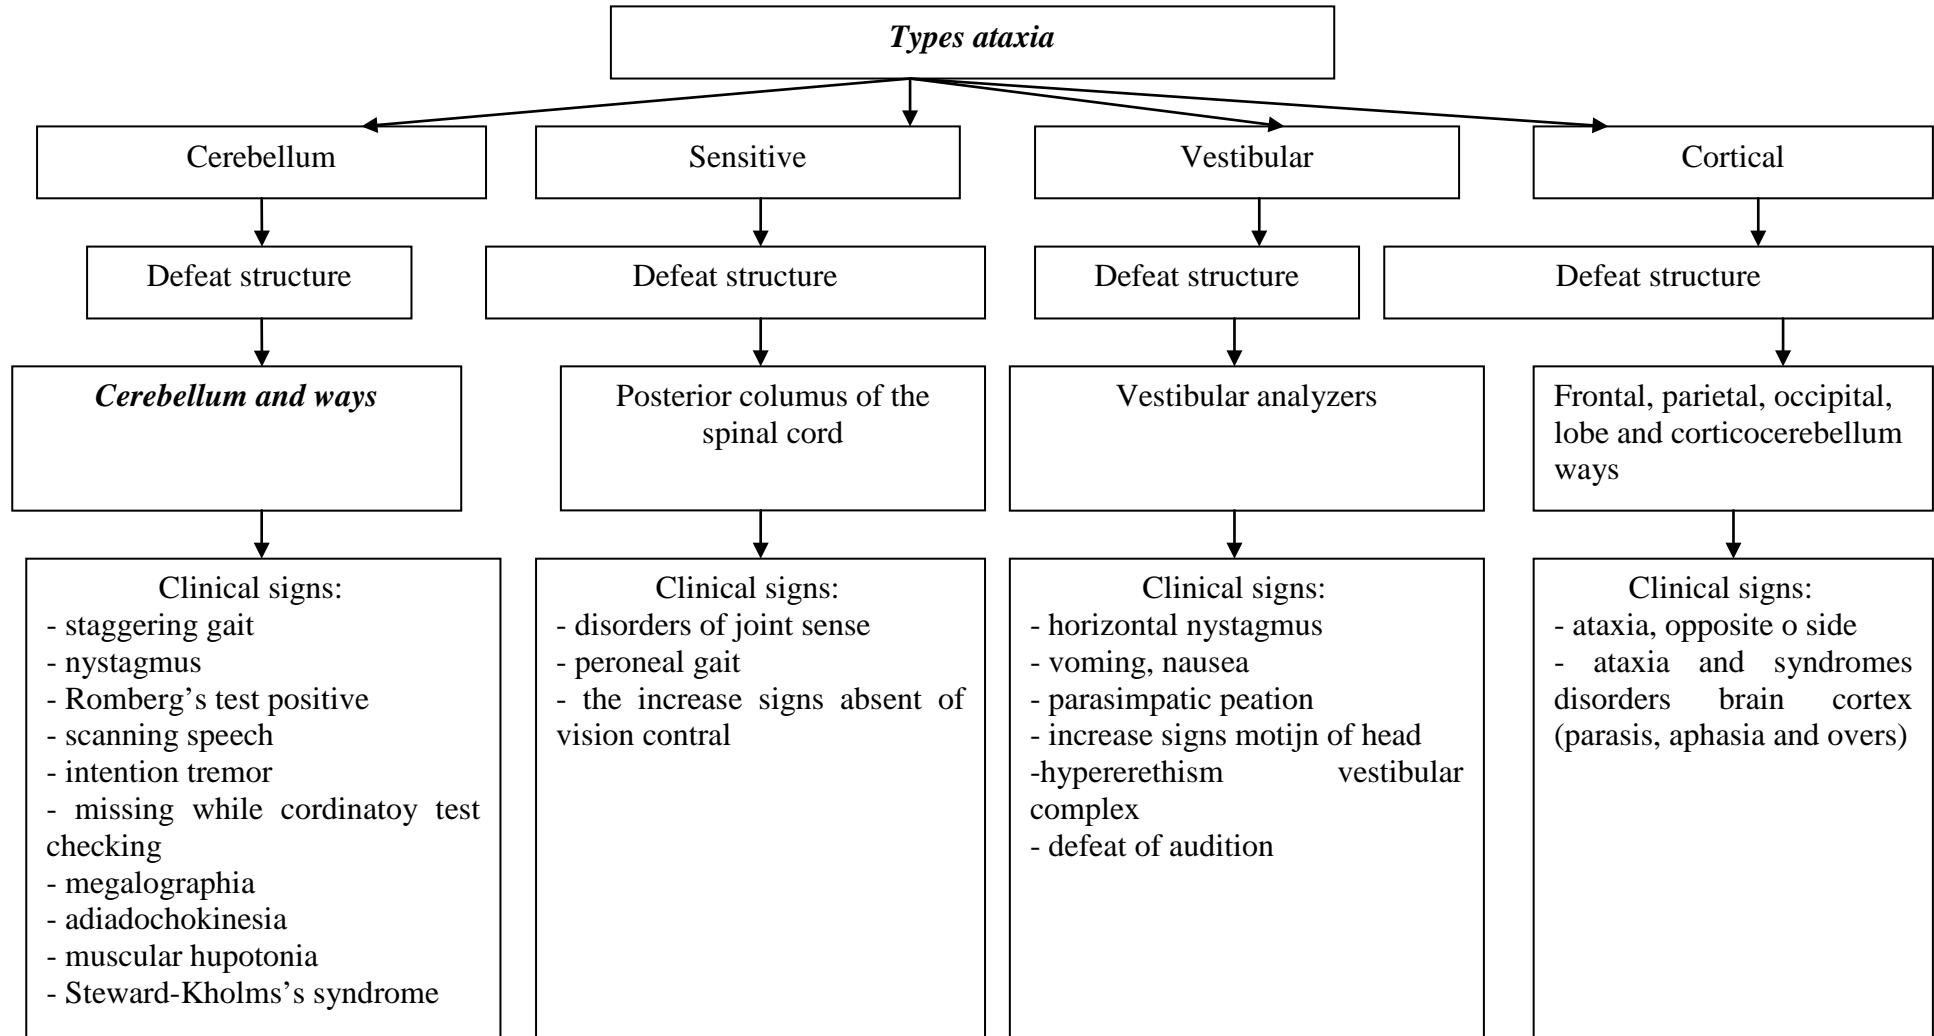 Types ataxia
Cerebellum
Sensitive
Vestibular
Cortical
Defeat structure
Defeat structure
Defeat structure
Defeat structure
Cerebellum and ways
Posterior columus of the
spinal cord
Vestibular analyzers
Frontal, parietal, occipital,
lobe and corticocerebellum
ways
Clinical signs:
- staggering gait
- nystagmus
- Romberg’s test positive
- scanning speech
- intention tremor
- missing while cordinatoy test
checking
- megalographia
- adiadochokinesia
- muscular hupotonia
- Steward-Kholms’s syndrome
Clinical signs:
- disorders of joint sense
- peroneal gait
- the increase signs absent of
vision contral
Clinical signs:
- horizontal nystagmus
- voming, nausea
- parasimpatic peation
- increase signs motijn of head
-hypererethism vestibular
complex
- defeat of audition
Clinical signs:
- ataxia, opposite o side
- ataxia and syndromes
disorders brain cortex
(parasis, aphasia and overs)